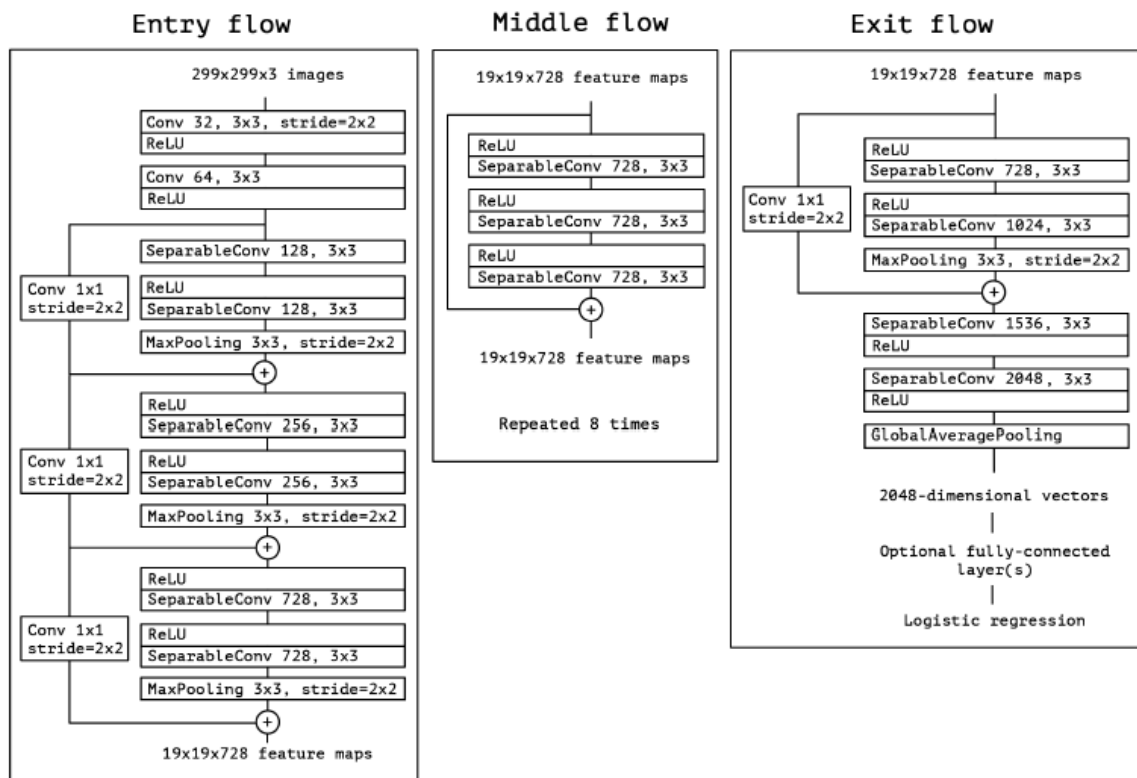 Entry flow
299x299x3 images
Conv 32, 3x3, stride=2x2
ReLU
Conv 64, 3x3
ReLU
SeparableConv 128, 3x3
Conv 1x1
stride=2x2
ReLU
SeparableConv 128, 3x3
MaxPooling 3x3, stride=2x2
+
ReLU
SeparableConv 256, 3x3
Conv 1x1
stride=2x2
ReLU
SeparableConv 256, 3x3
MaxPooling 3x3, stride=2x2
+
ReLU
SeparableConv 728, 3x3
Conv 1x1
stride=2x2
ReLU
SeparableConv 728, 3x3
MaxPooling 3x3, stride=2x2
+
19x19x728 feature maps
Middle flow
19x19x728 feature maps
ReLU
SeparableConv 728, 3x3
ReLU
SeparableConv 728, 3x3
ReLU
SeparableConv 728, 3x3
+
19x19x728 feature maps
Repeated 8 times
Exit flow
19x19x728 feature maps
ReLU
SeparableConv 728, 3x3
Conv 1x1
stride=2x2
ReLU
SeparableConv 1024, 3x3
MaxPooling 3x3, stride=2x2
+
SeparableConv 1536, 3x3
ReLU
SeparableConv 2048, 3x3
ReLU
GlobalAveragePooling
2048-dimensional vectors
Optional fully-connected
layer(s)
Logistic regression